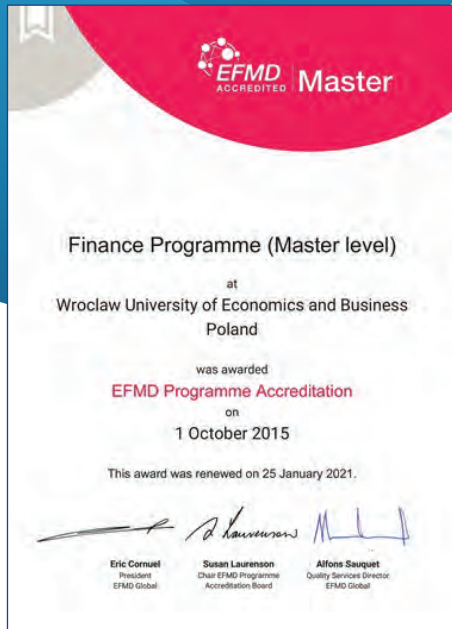 EFMD
ACCREDITED
Master
Finance Programme (Master level)
at
Wroclaw University of Economics and Business
Poland
was awarded
EFMD Programme Accreditation
on
1 October 2015
This award was renewed on 25 January 2021.
Eric Cornuel
President
EFMD Global
Susan Laurenson
Chair EFMD Programme
Accreditation Board
Alfons Sauquet
Quality Services Director
EFMD Global